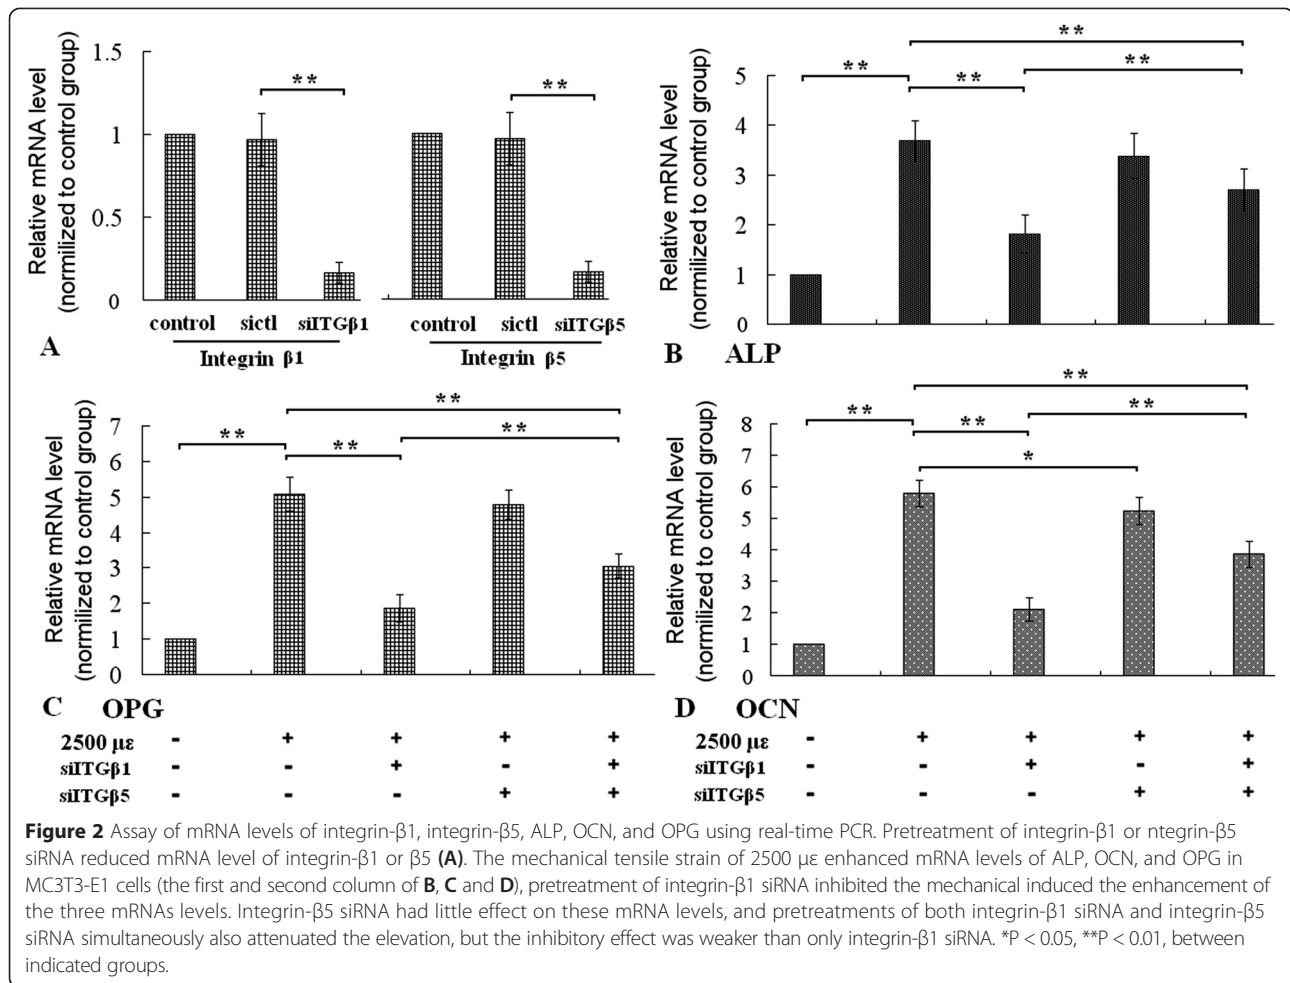 Relative mRNA level
(normilized to control group)
1.5
1
0.5
0
**
**
control sictl siITGβ1
control sictl siITGβ5
Integrin β1
Integrin β5
A
Relative mRNA level
(normilized to control group)
5
4
3
2
1
0
**
**
**
**
B ALP
Relative mRNA level
(normilized to control group)
7
6
5
4
3
2
1
0
**
**
**
**
C OPG
Relative mRNA level
(normilized to control group)
8
7
6
5
4
3
2
1
0
**
**
**
**
*
D OCN
2500 με - + + + +
siITGβ1 - - + - +
siITGβ5 - - - + +
2500 με - + + + +
siITGβ1 - - + - +
siITGβ5 - - - + +
Figure 2 Assay of mRNA levels of integrin-β1, integrin-β5, ALP, OCN, and OPG using real-time PCR. Pretreatment of integrin-β1 or ntegrin-β5
siRNA reduced mRNA level of integrin-β1 or β5 (A). The mechanical tensile strain of 2500 με enhanced mRNA levels of ALP, OCN, and OPG in
MC3T3-E1 cells (the first and second column of B, C and D), pretreatment of integrin-β1 siRNA inhibited the mechanical induced the enhancement of
the three mRNAs levels. Integrin-β5 siRNA had little effect on these mRNA levels, and pretreatments of both integrin-β1 siRNA and integrin-β5
siRNA simultaneously also attenuated the elevation, but the inhibitory effect was weaker than only integrin-β1 siRNA. *P < 0.05, **P < 0.01, between
indicated groups.